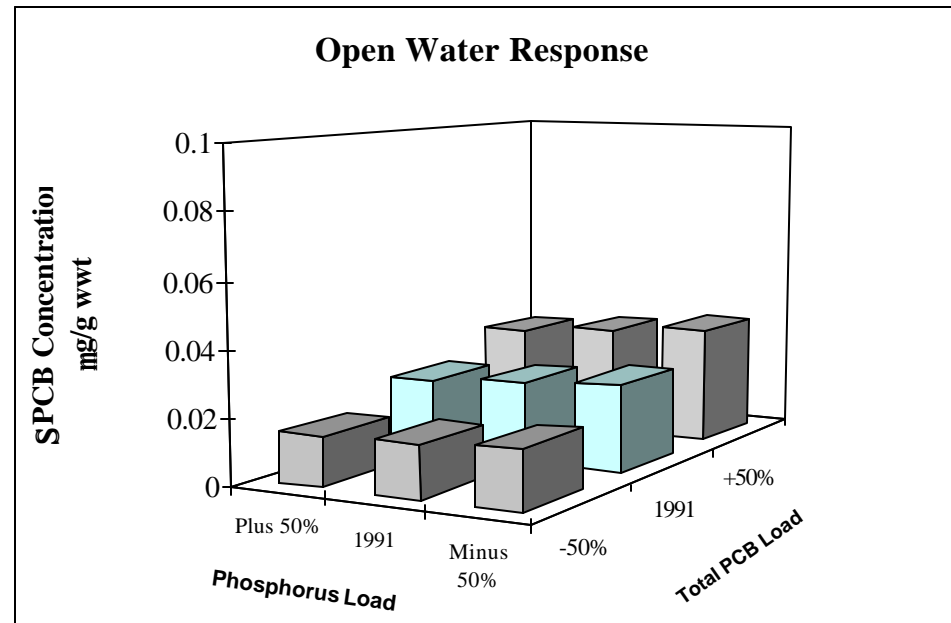 Open Water Response
SPCB Concentration
mg/g wwt
0.1
0.08
0.06
0.04
0.02
0
Plus 50%
1991
Minus
50%
Phosphorus Load
-50%
1991
+50%
Total PCB Load